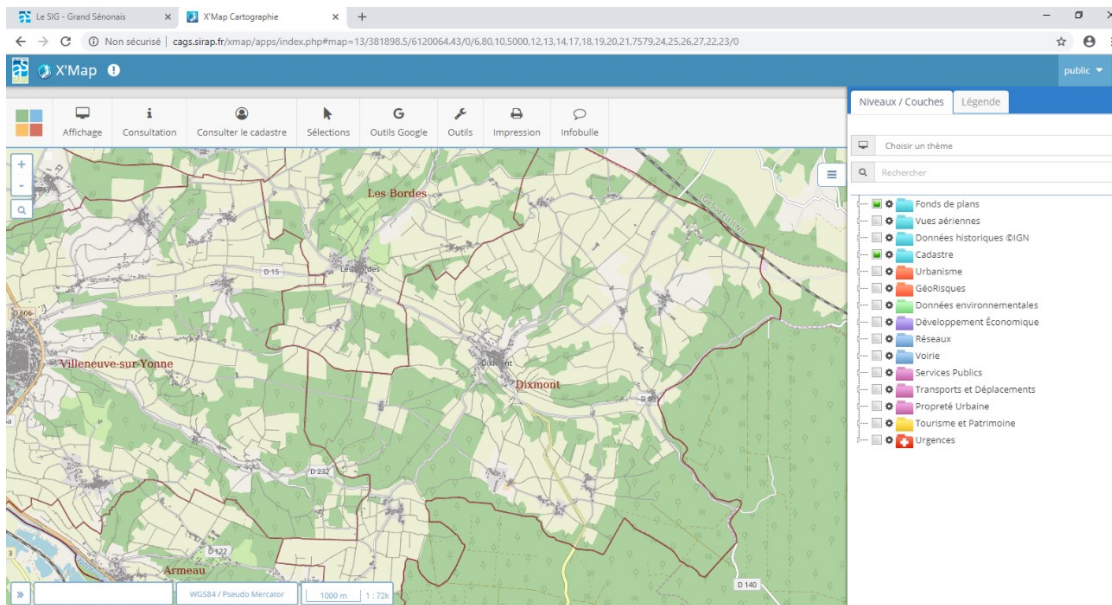 Le SIG - Grand Sénonais
X'Map Cartographie
Non sécurisé
cags.sirap.fr/xmap/apps/index.php#map=13/381898.5/6120064.43/0/6,80,10,5000,12,13,14,17,18,19,20,21,7579,24,25,26,27,22,23/0
X'Map
public
Affichage
Consultation
Consulter le cadastre
Sélections
Outils Google
Outils
Impression
Infobulle
Niveaux / Couches
Légende
Choisir un thème
Rechercher
Fonds de plans
Vues aériennes
Données historiques ©IGN
Cadastre
Urbanisme
GéoRisques
Données environnementales
Développement Économique
Réseaux
Voirie
Services Publics
Transports et Déplacements
Propreté Urbaine
Tourisme et Patrimoine
Urgences
Les Bordes
D 15
Les Bordes
D 606
Villeneuve-sur-Yonne
Dixmont
Dixmont
D 232
D 122
Armeau
D 140
WGS84 / Pseudo Mercator
1000 m
1 : 72k